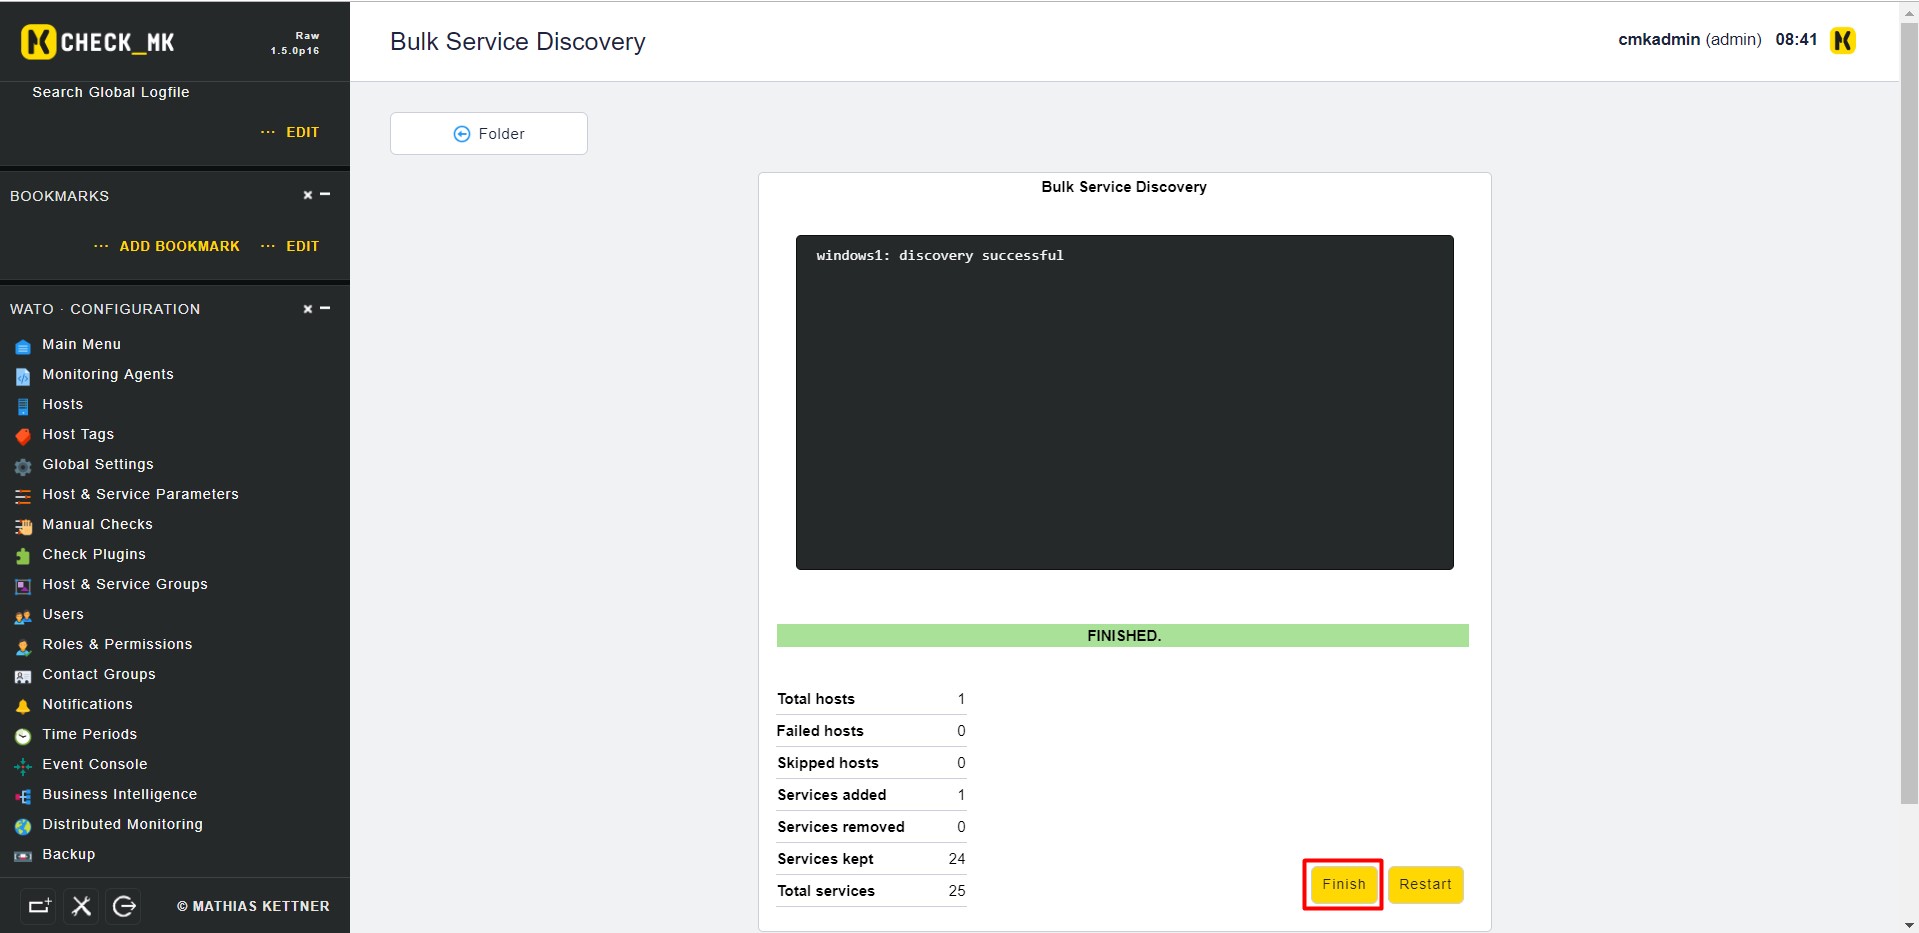 CHECK_MK
Raw
1.5.0p16
Search Global Logfile
··· EDIT
BOOKMARKS
··· ADD BOOKMARK ··· EDIT
WATO · CONFIGURATION
Main Menu
Monitoring Agents
Hosts
Host Tags
Global Settings
Host & Service Parameters
Manual Checks
Check Plugins
Host & Service Groups
Users
Roles & Permissions
Contact Groups
Notifications
Time Periods
Event Console
Business Intelligence
Distributed Monitoring
Backup
© MATHIAS KETTNER
Bulk Service Discovery
cmkadmin (admin) 08:41
Folder
Bulk Service Discovery
windows1: discovery successful
FINISHED.
Total hosts 1
Failed hosts 0
Skipped hosts 0
Services added 1
Services removed 0
Services kept 24
Total services 25
Finish Restart